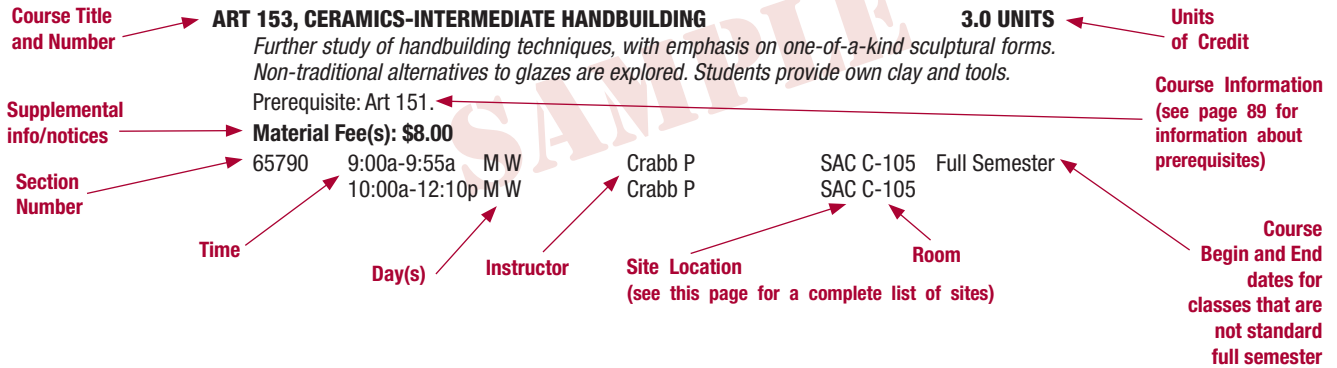 Course Title
and Number
ART 153, CERAMICS-INTERMEDIATE HANDBUILDING 3.0 UNITS
Units
of Credit
Further study of handbuilding techniques, with emphasis on one-of-a-kind sculptural forms.
Non-traditional alternatives to glazes are explored. Students provide own clay and tools.
Prerequisite: Art 151.
Course Information
(see page 89 for
information about
prerequisites)
Supplemental
info/notices
Material Fee(s): $8.00
SAMPLE
Section
Number
65790 9:00a-9:55a M W Crabb P SAC C-105 Full Semester
10:00a-12:10p M W Crabb P SAC C-105
Time
Day(s)
Instructor
Site Location
(see this page for a complete list of sites)
Room
Course
Begin and End
dates for
classes that are
not standard
full semester